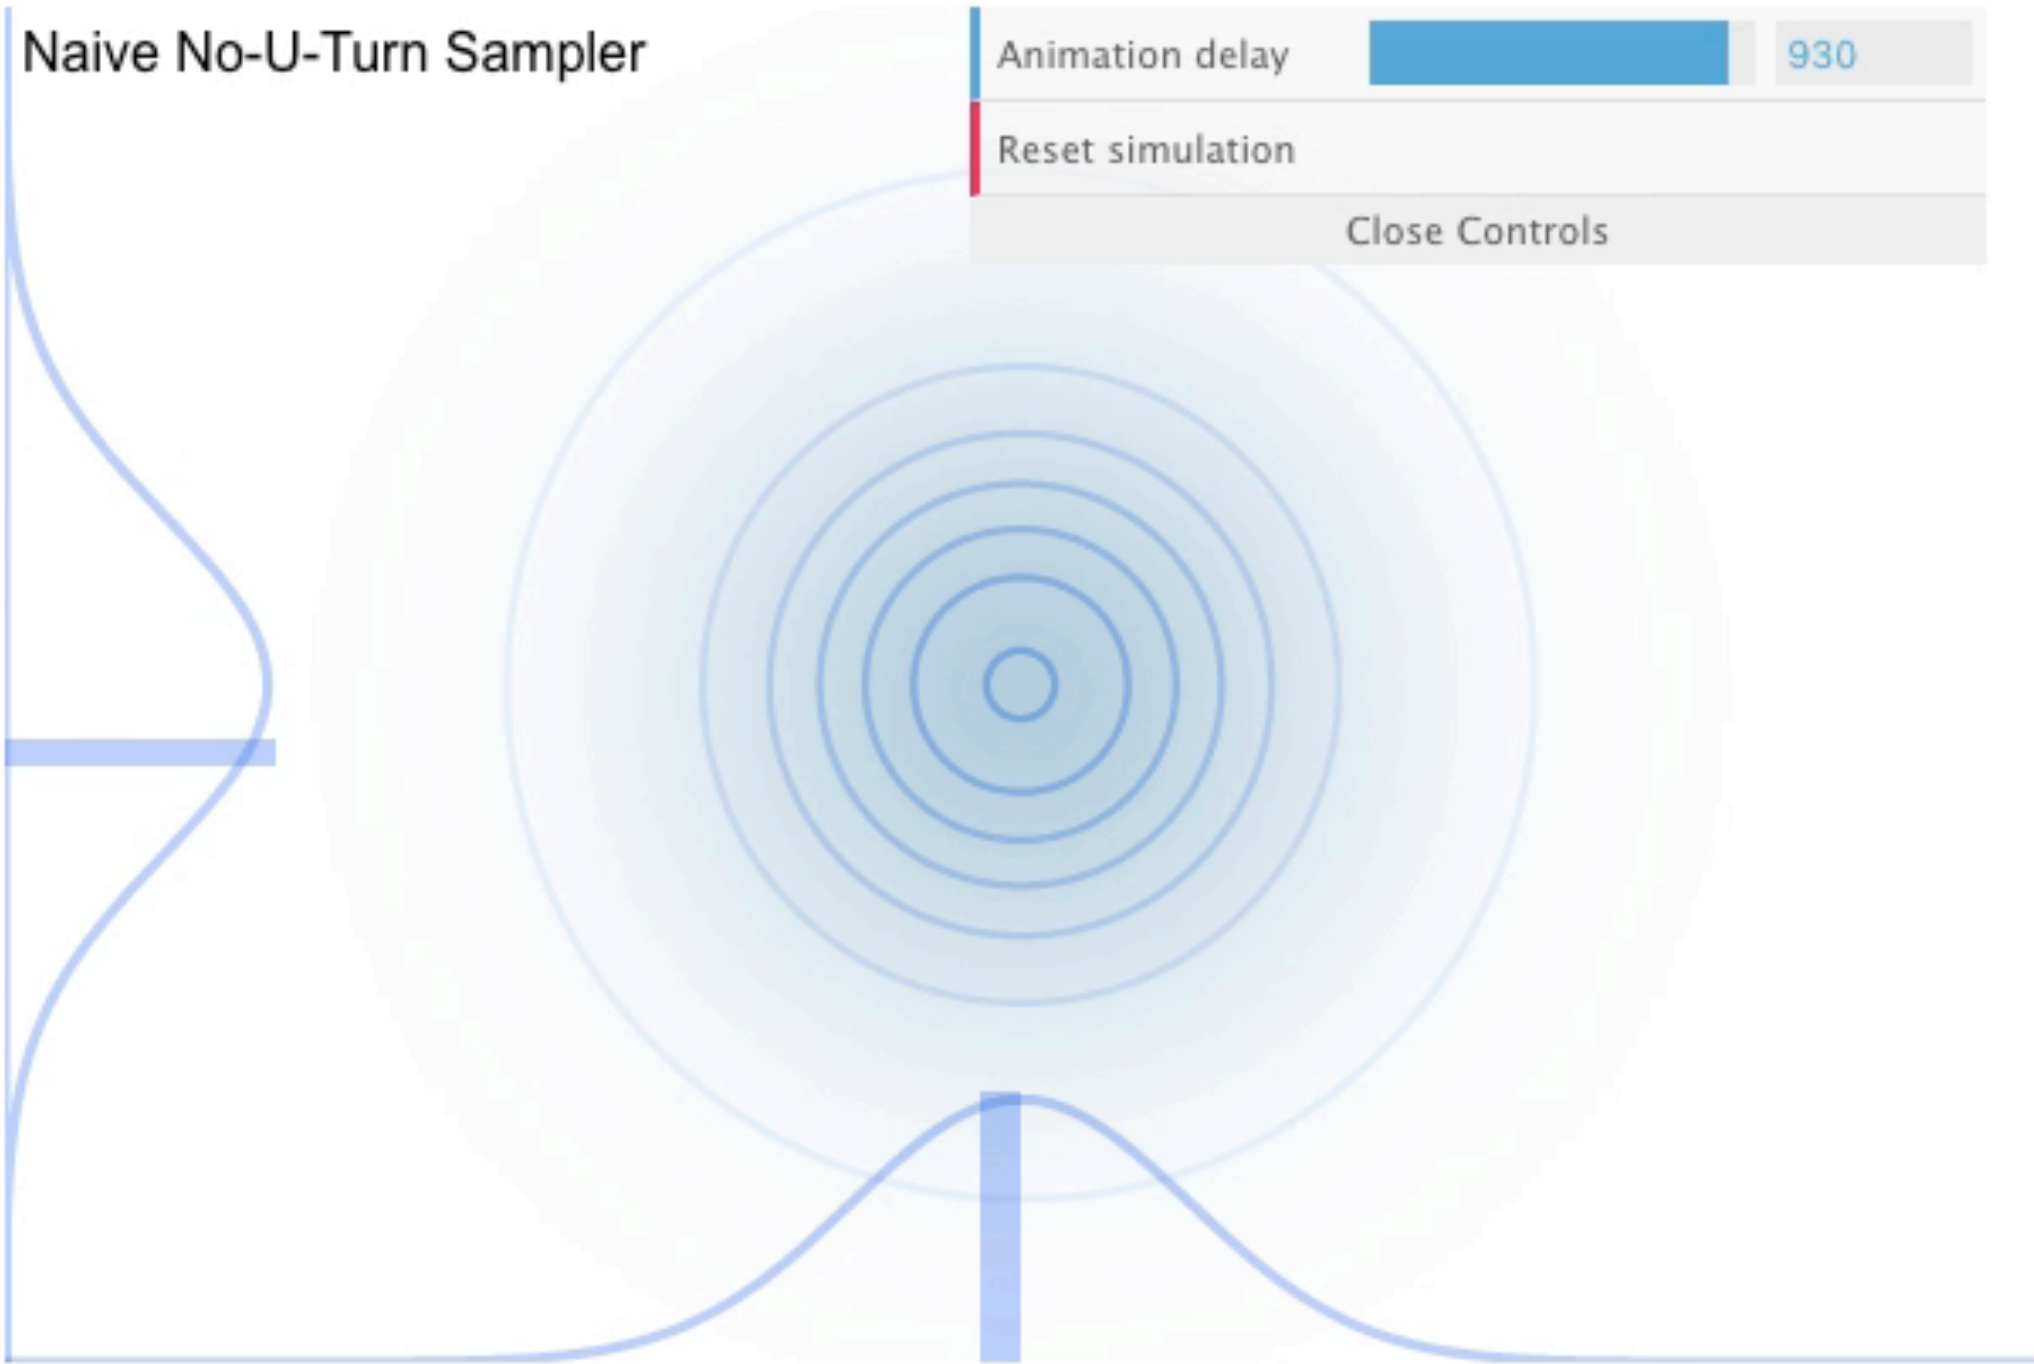 Naive No-U-Turn Sampler
Animation delay 930
Reset simulation
Close Controls